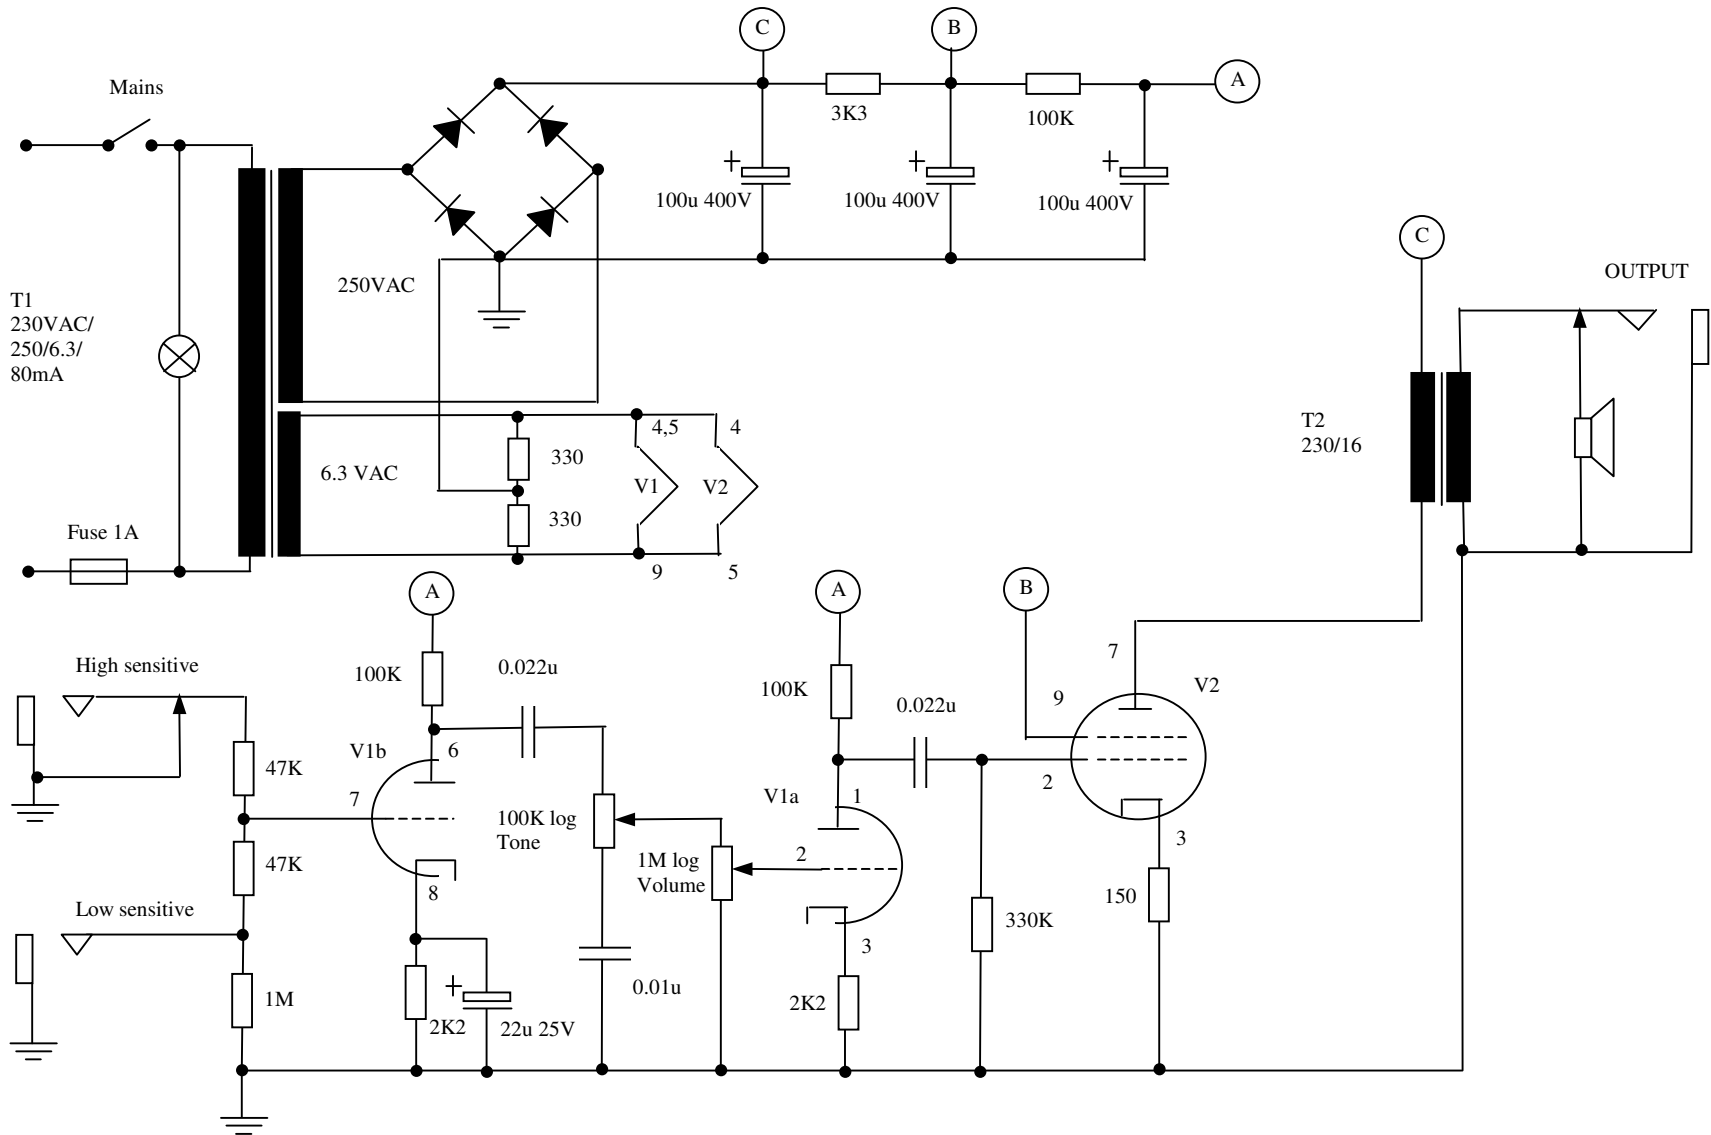 C
B
A
Mains
3K3
100K
+
+
+
100u 400V
100u 400V
100u 400V
C
OUTPUT
250VAC
T1
230VAC/
250/6.3/
80mA
4,5
4
T2
230/16
330
6.3 VAC
V1
V2
330
Fuse 1A
9
5
A
A
B
High sensitive
100K
0.022u
7
V2
100K
9
0.022u
V1b
6
47K
2
7
V1a
1
100K log
Tone
3
2
1M log
Volume
47K
8
150
Low sensitive
330K
3
+
0.01u
1M
2K2
2K2
22u 25V